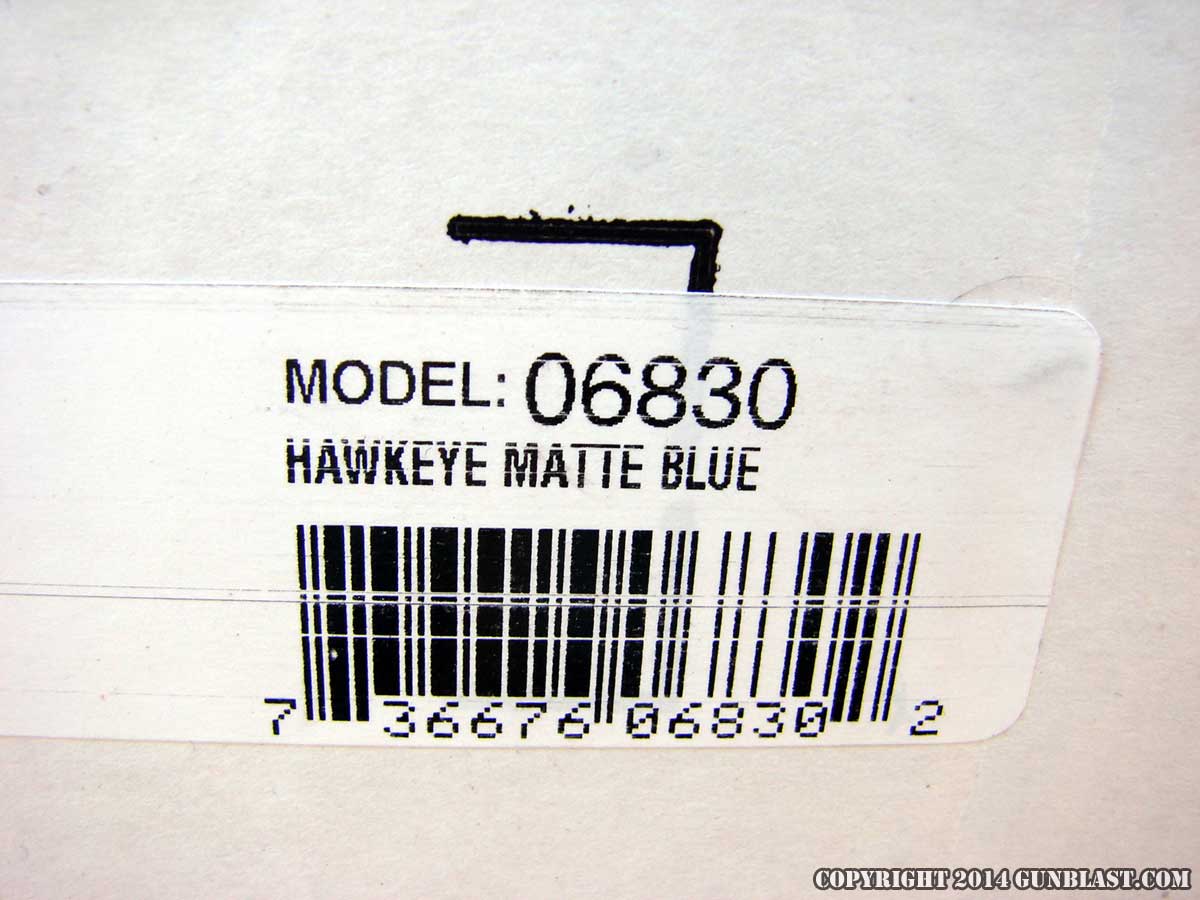 MODEL: 06830
HAWKEYE MATTE BLUE
7 36676 06830 2
COPYRIGHT 2014 GUNBLAST.COM